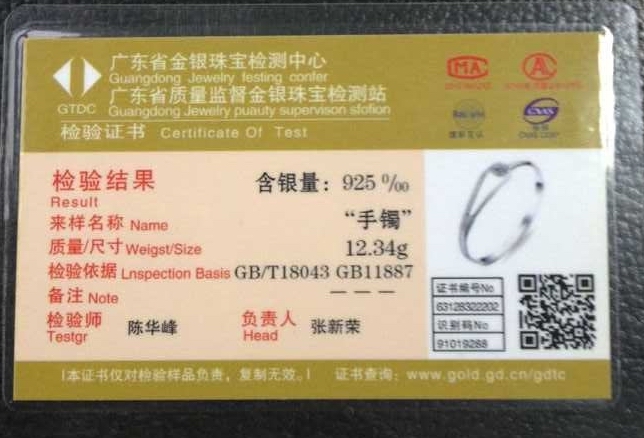 广东省金银珠宝检测中心
Guangdong Jewelry festing confer
广东省质量监督金银珠宝检测站
Guangdong Jewelry puauty supervison sfofion
GTDC
检验证书 Certificate Of Test
MA
CNAS
检验结果
Result
含银量：925‰
来样名称 Name “手镯”
质量/尺寸 Weigst/Size 12.34g
检验依据 Lnspection Basis GB/T18043 GB11887
备注 Note — — —
检验师 陈华峰 负责人 张新荣
Testgr Head
证书编号No
63128322202
识别码No
91019288
I本证书仅对检验样品负责，复制无效。I 证书查询：www.gold.gd.cn/gdtc